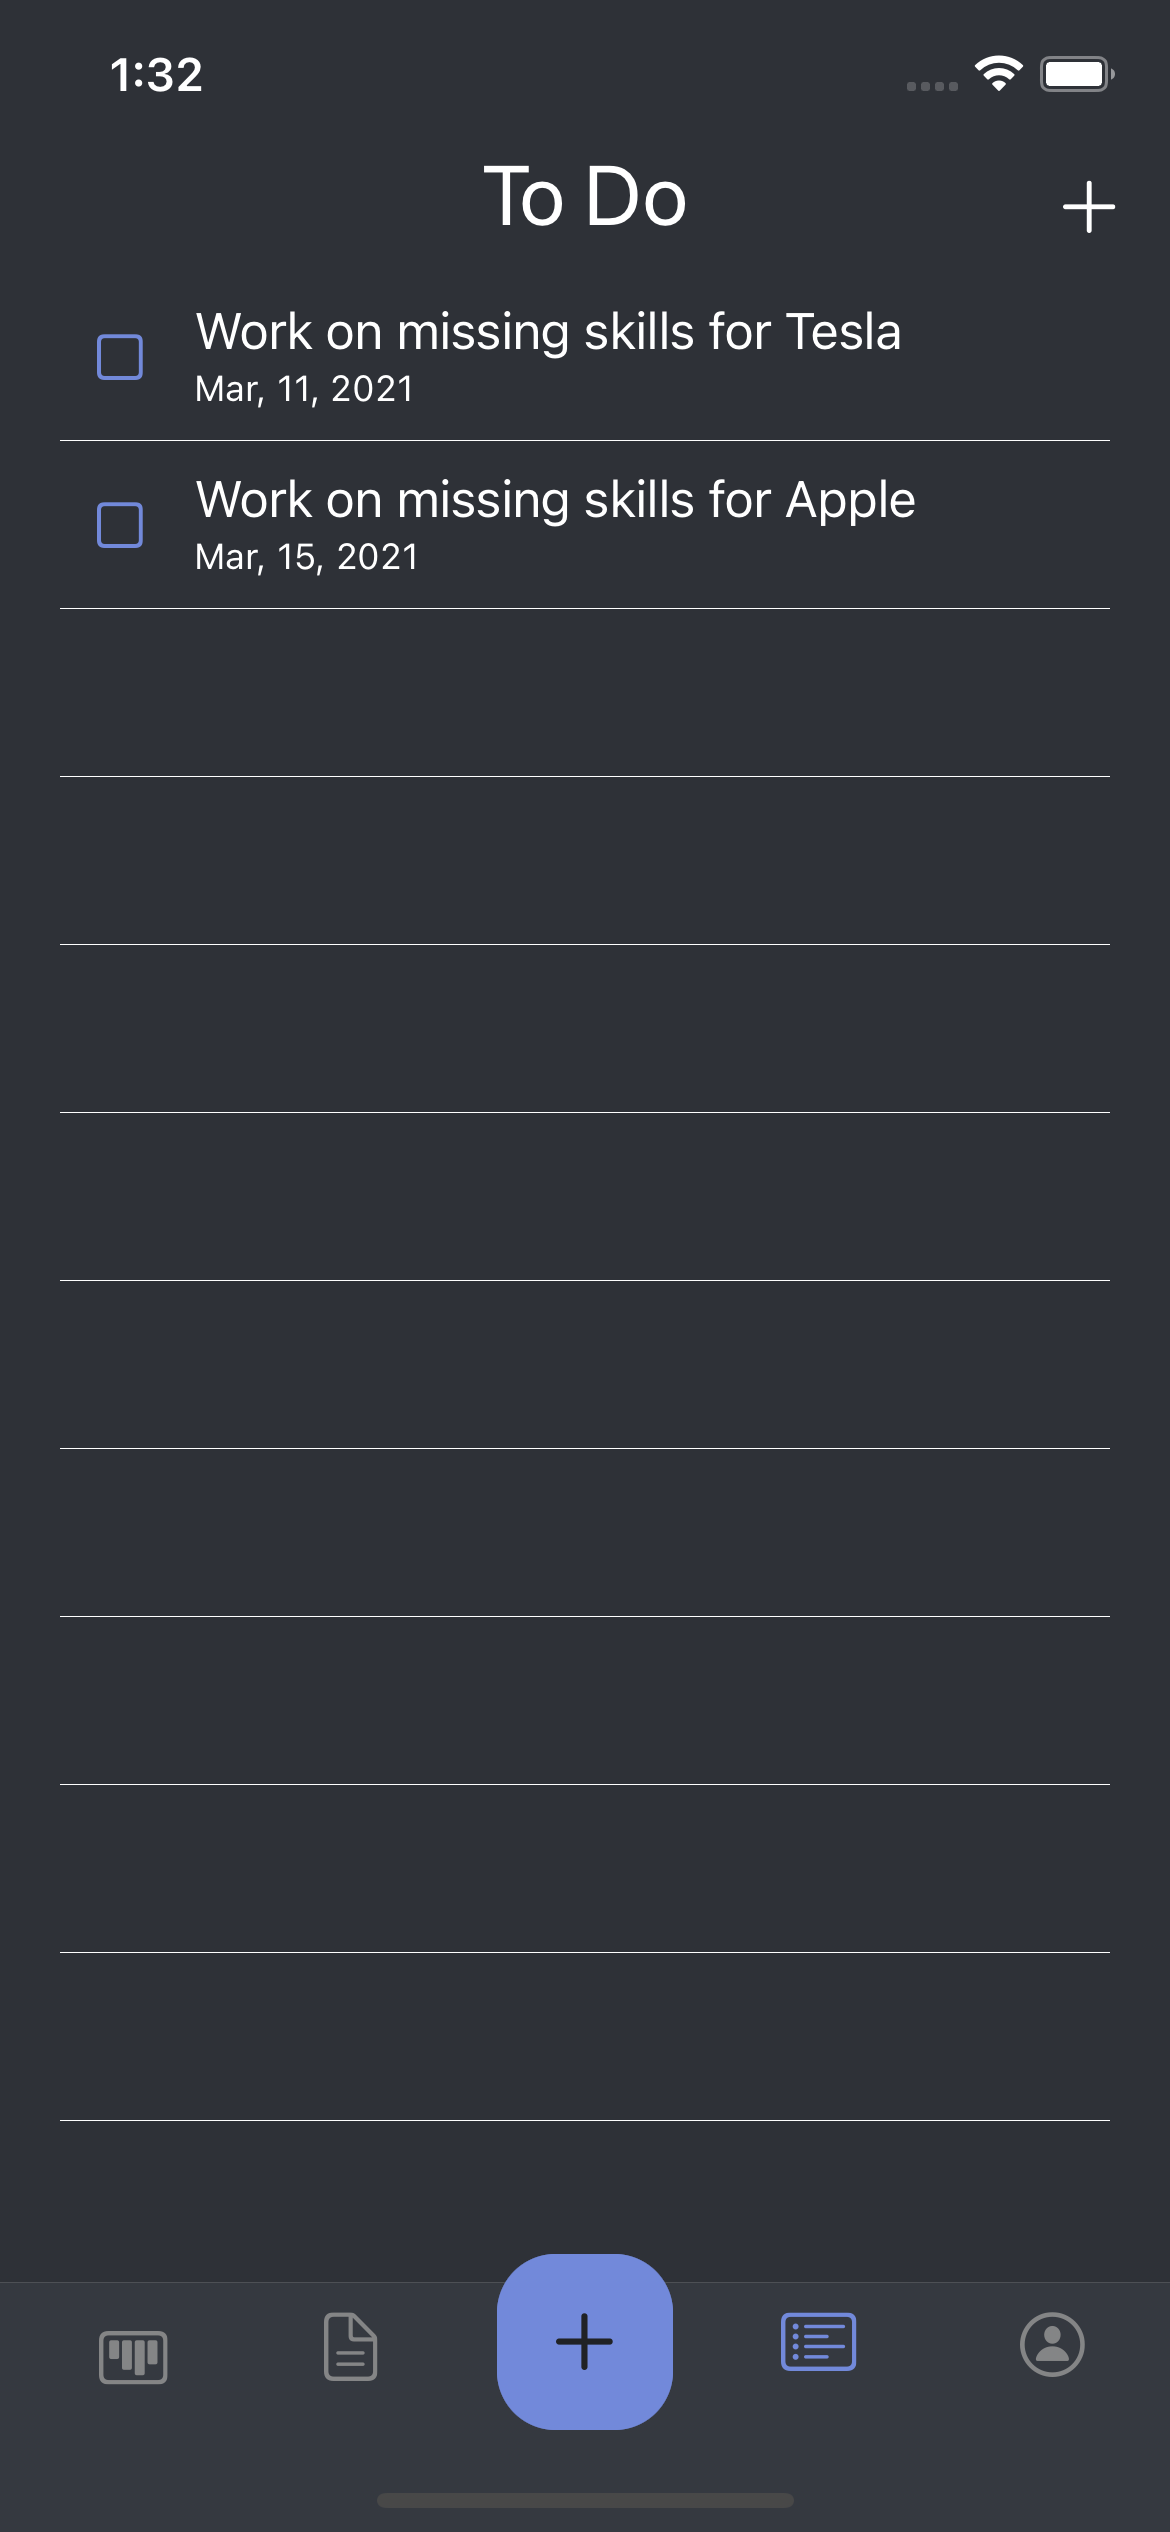 1:32
To Do
Work on missing skills for Tesla
Mar, 11, 2021
Work on missing skills for Apple
Mar, 15, 2021